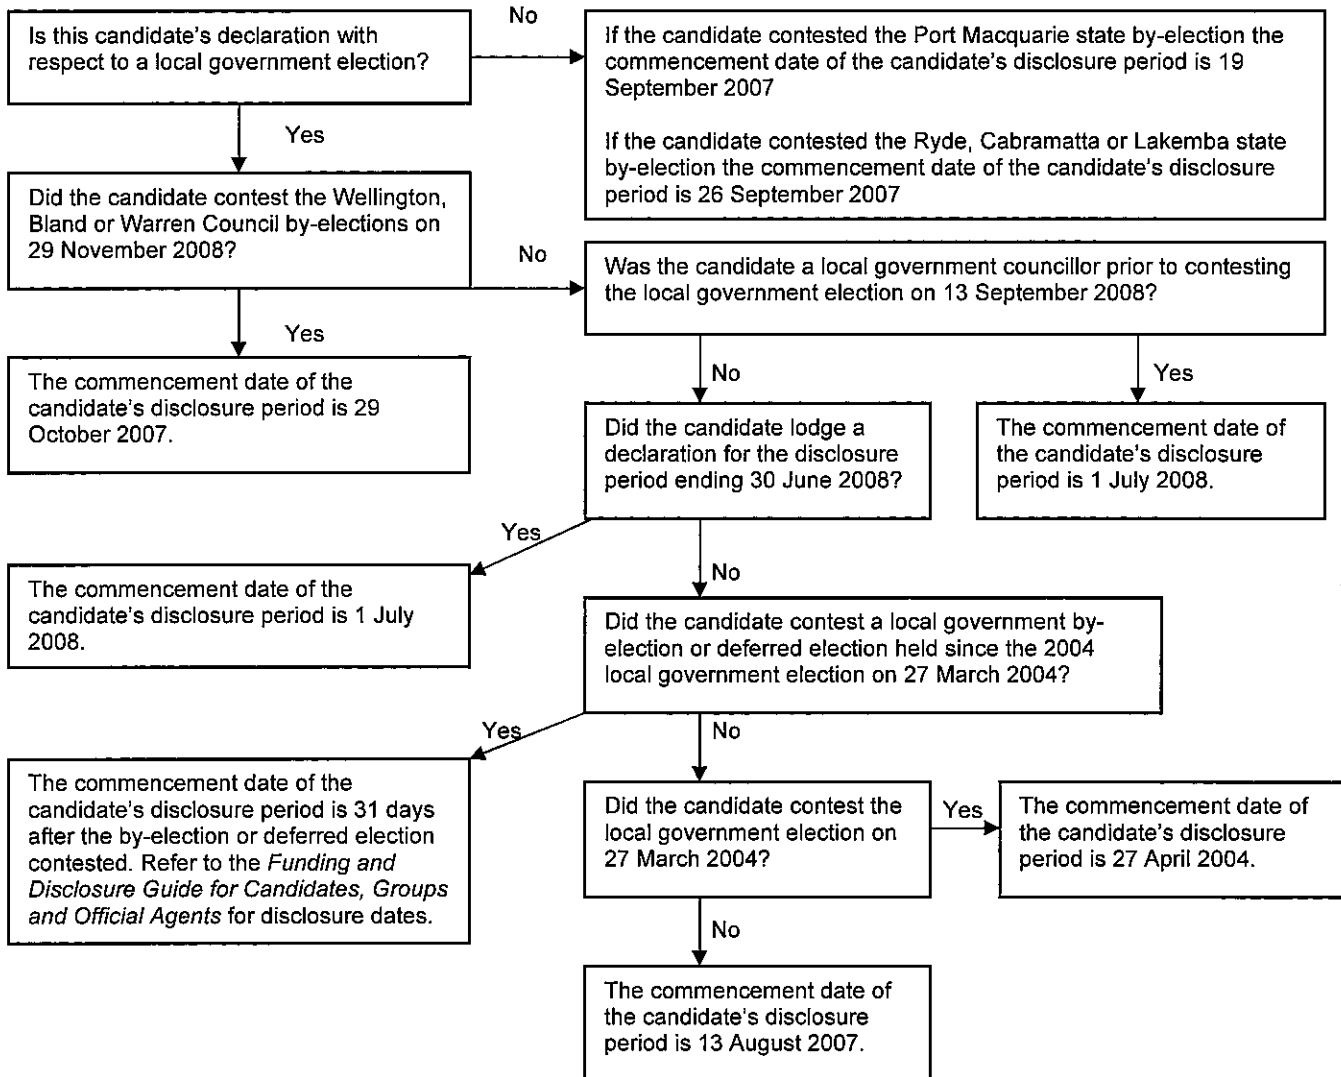 No
Is this candidate's declaration with
respect to a local government election?
If the candidate contested the Port Macquarie state by-election the
commencement date of the candidate's disclosure period is 19
September 2007
If the candidate contested the Ryde, Cabramatta or Lakemba state
by-election the commencement date of the candidate's disclosure
period is 26 September 2007
Yes
Did the candidate contest the Wellington,
Bland or Warren Council by-elections on
29 November 2008?
No
Was the candidate a local government councillor prior to contesting
the local government election on 13 September 2008?
Yes
The commencement date of the
candidate's disclosure period is 29
October 2007.
No
Yes
Did the candidate lodge a
declaration for the disclosure
period ending 30 June 2008?
The commencement date of
the candidate's disclosure
period is 1 July 2008.
Yes
The commencement date of the
candidate's disclosure period is 1 July
2008.
No
Did the candidate contest a local government by-
election or deferred election held since the 2004
local government election on 27 March 2004?
Yes
The commencement date of the
candidate's disclosure period is 31 days
after the by-election or deferred election
contested. Refer to the Funding and
Disclosure Guide for Candidates, Groups
and Official Agents for disclosure dates.
No
Did the candidate contest the
local government election on
27 March 2004?
Yes
The commencement date of
the candidate's disclosure
period is 27 April 2004.
No
The commencement date of
the candidate's disclosure
period is 13 August 2007.